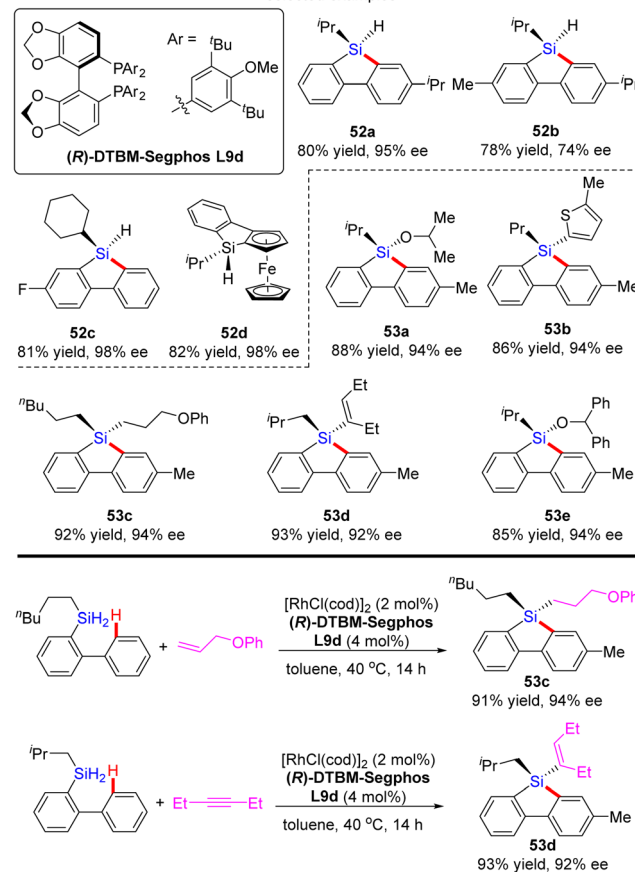 O
O
O
O
PAr2
PAr2
Ar =
tBu
OMe
tBu
(R)-DTBM-Segphos L9d
iPr
H
Si
iPr
52a
80% yield, 95% ee
iPr
H
Si
Me
iPr
52b
78% yield, 74% ee
Si
H
F
52c
81% yield, 98% ee
Si
iPr
H
Fe
52d
82% yield, 98% ee
Me
iPr
O
Me
Si
Me
53a
88% yield, 94% ee
Me
S
Pr
Si
Me
53b
86% yield, 94% ee
nBu
OPh
Si
Me
53c
92% yield, 94% ee
Et
iPr
Et
Si
Me
53d
93% yield, 92% ee
Ph
iPr
O
Ph
Si
Me
53e
85% yield, 94% ee
nBu
SiH2
H
+
OPh
[RhCl(cod)]2 (2 mol%)
(R)-DTBM-Segphos
L9d (4 mol%)
toluene, 40 oC, 14 h
nBu
OPh
Si
Me
53c
91% yield, 94% ee
iPr
SiH2
H
+
Et
Et
[RhCl(cod)]2 (2 mol%)
(R)-DTBM-Segphos
L9d (4 mol%)
toluene, 40 oC, 14 h
Et
iPr
Et
Si
Me
53d
93% yield, 92% ee